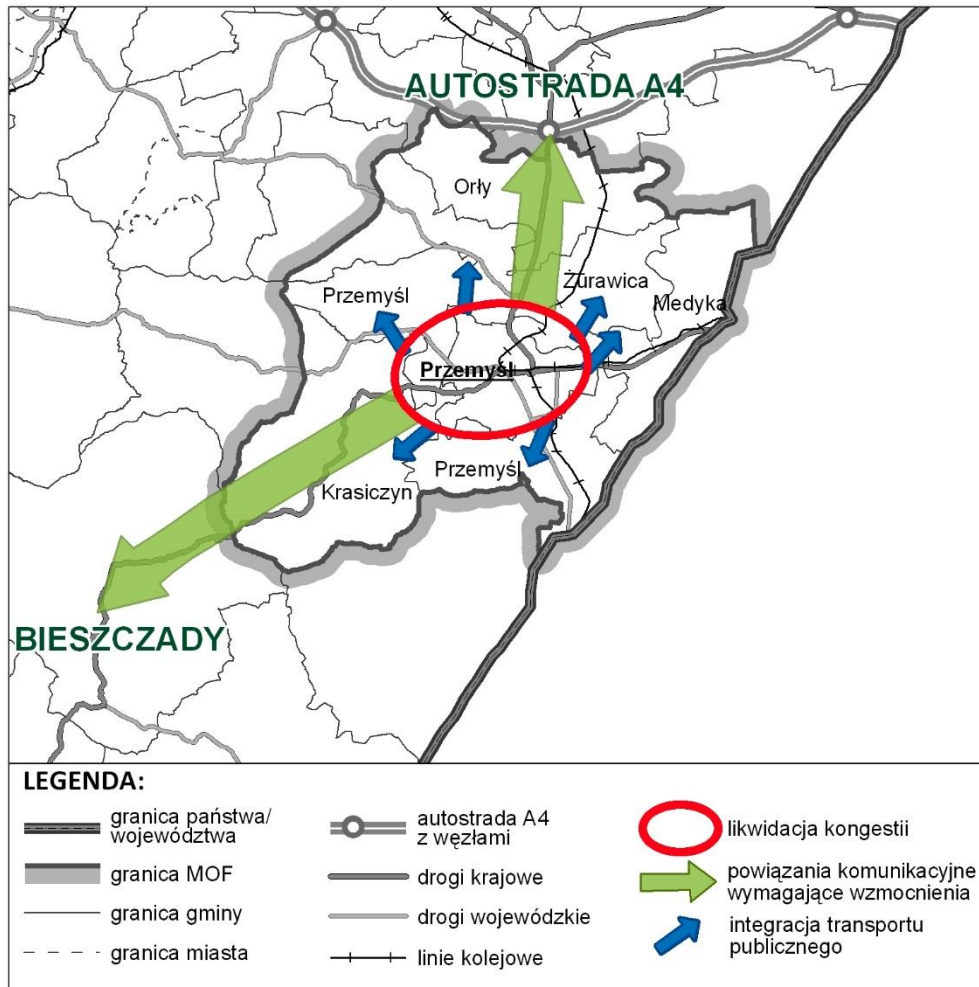 AUTOSTRADA A4
Orły
Żurawica
Przemyśl
Medyka
Przemyśl
Przemyśl
Krasiczyn
BIESZCZADY
LEGENDA:
granica państwa/
województwa
granica MOF
granica gminy
granica miasta
autostrada A4
z węzłami
drogi krajowe
drogi wojewódzkie
linie kolejowe
likwidacja kongestii
powiązania komunikacyjne
wymagające wzmocnienia
integracja transportu
publicznego